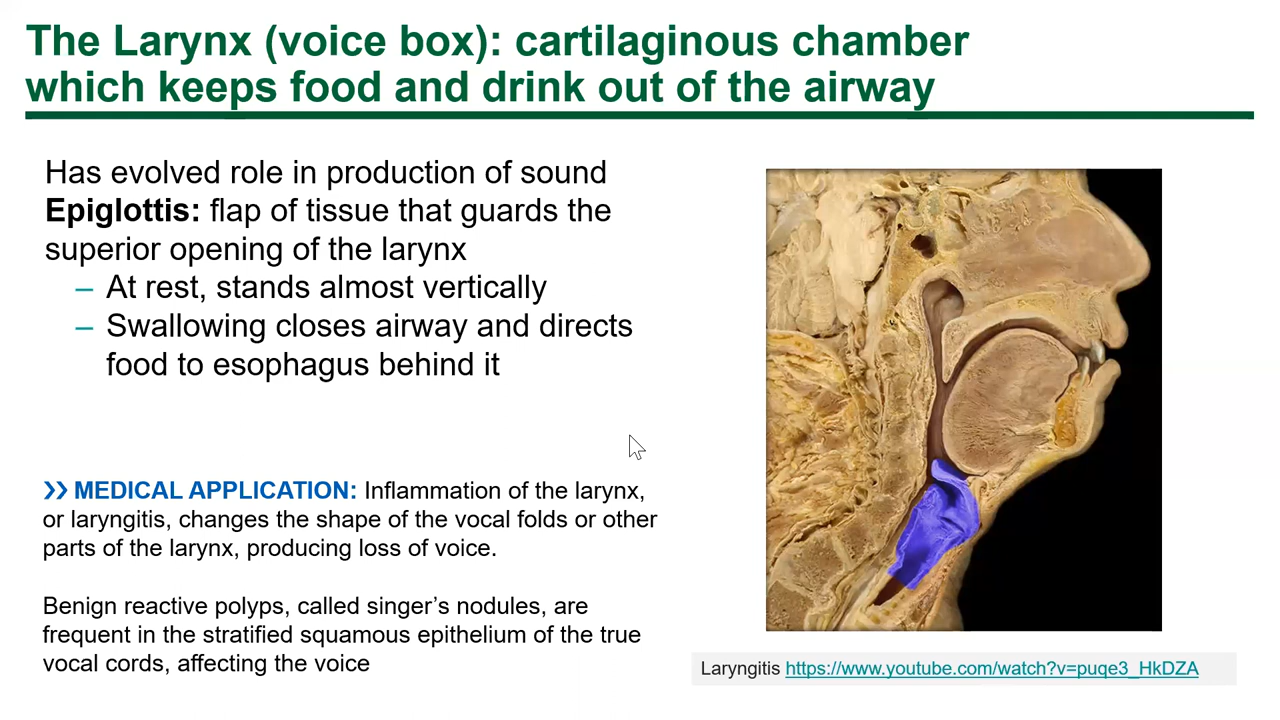 The Larynx (voice box): cartilaginous chamber
which keeps food and drink out of the airway
Has evolved role in production of sound
Epiglottis: flap of tissue that guards the
superior opening of the larynx
– At rest, stands almost vertically
– Swallowing closes airway and directs
food to esophagus behind it
›› MEDICAL APPLICATION: Inflammation of the larynx,
or laryngitis, changes the shape of the vocal folds or other
parts of the larynx, producing loss of voice.
Benign reactive polyps, called singer’s nodules, are
frequent in the stratified squamous epithelium of the true
vocal cords, affecting the voice
Laryngitis https://www.youtube.com/watch?v=puqe3_HkDZA